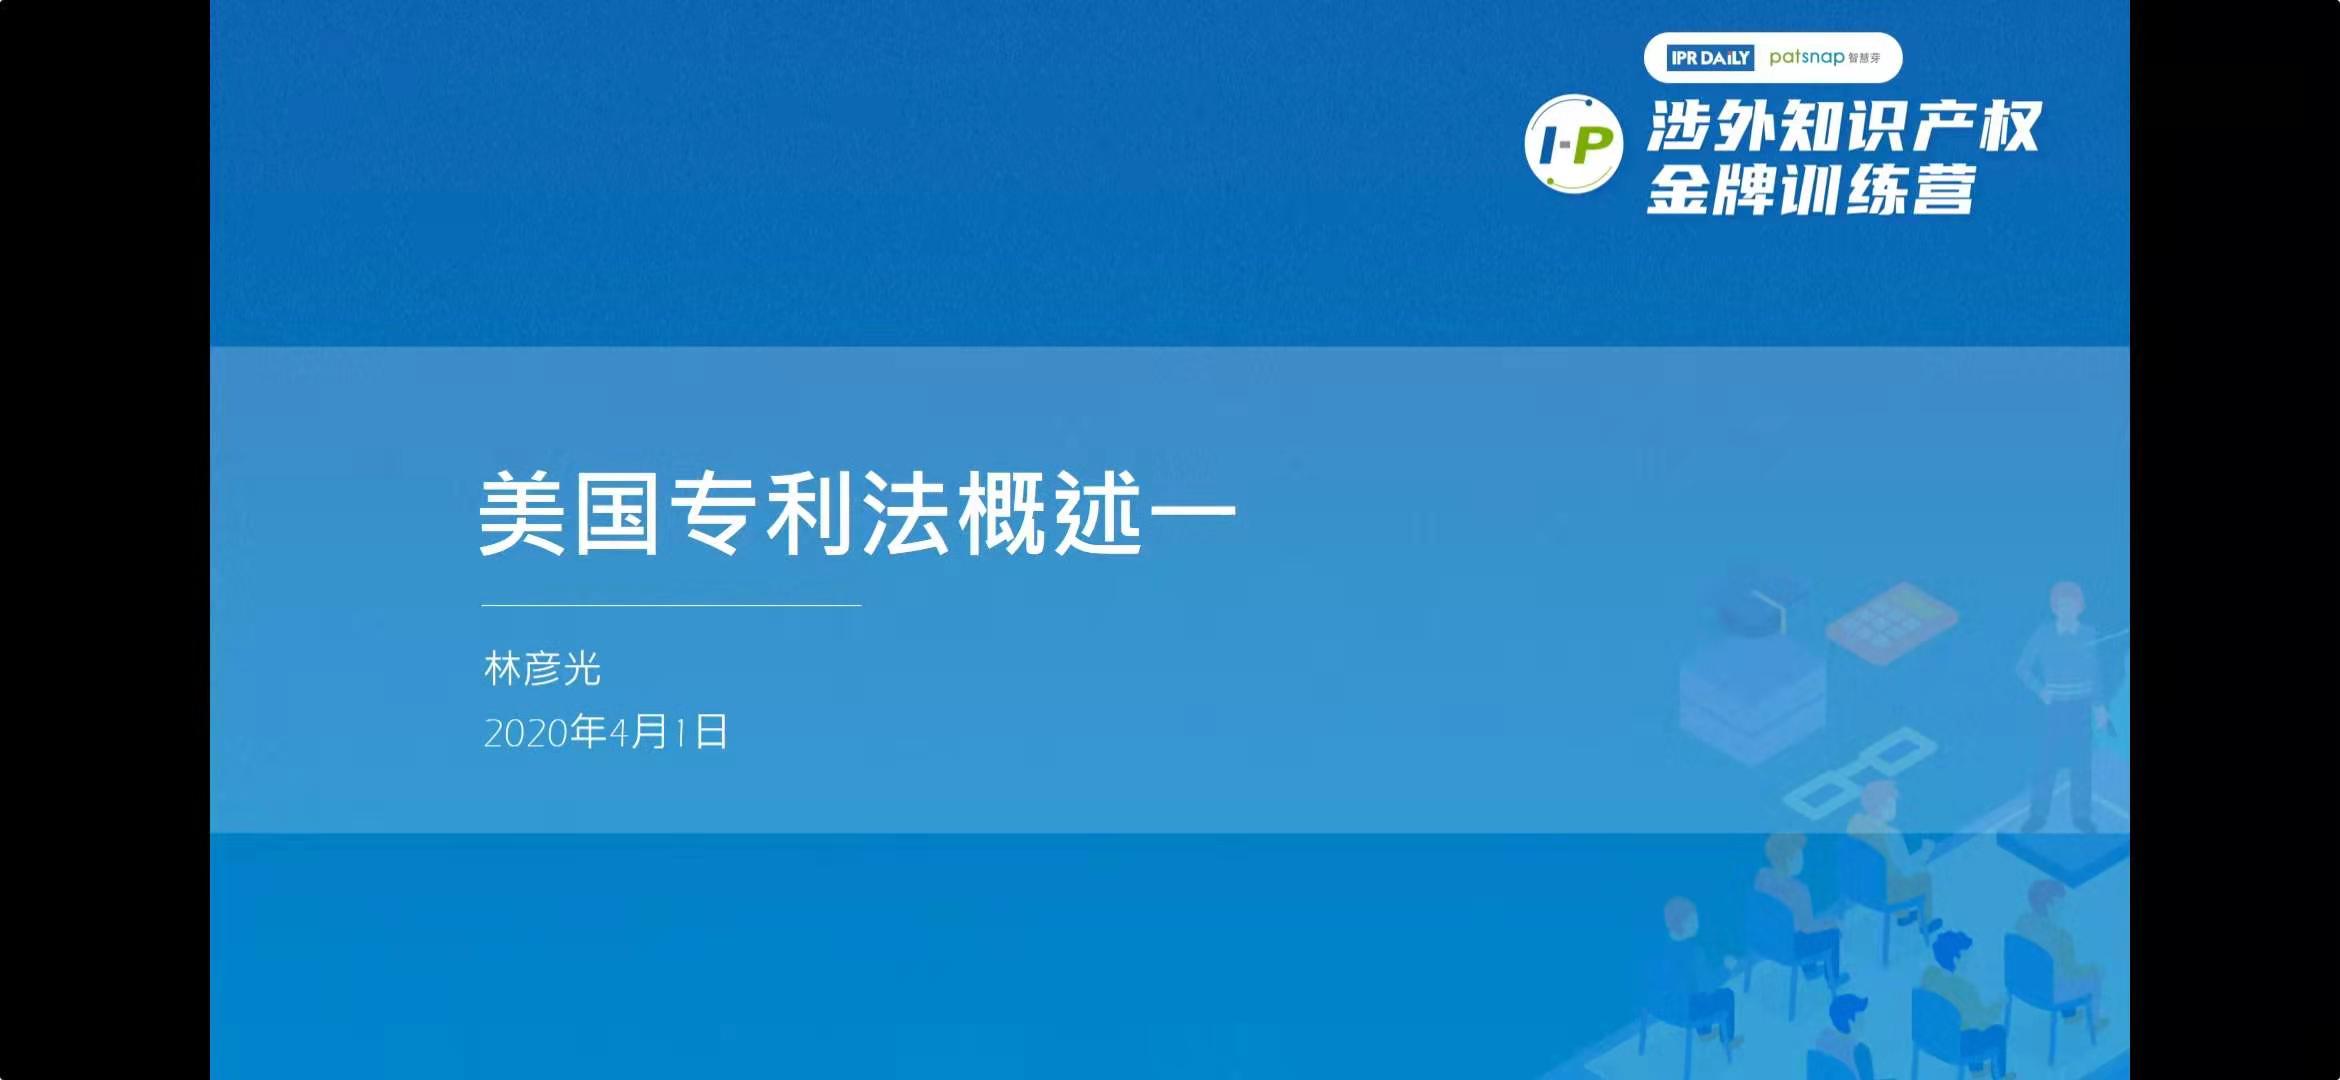 IPR DAiLY patsnap 智慧芽
I-P
涉外知识产权
金牌训练营
美国专利法概述一
林彦光
2020年4月1日